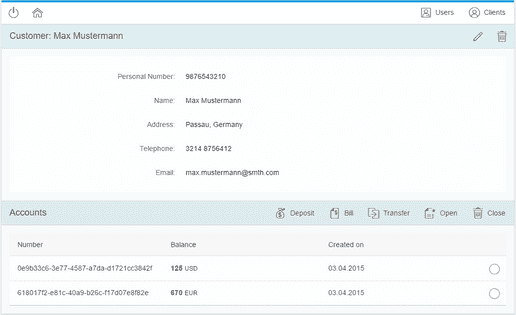 Users Clients
Customer: Max Mustermann
Personal Number: 9876543210
Name: Max Mustermann
Address: Passau, Germany
Telephone: 3214 8756412
Email: max.mustermann@smth.com
Accounts Deposit Bill Transfer Open Close
Number Balance Created on
0e9b33c6-3e77-4587-a7da-d1721cc3842f 125 USD 03.04.2015
618017f2-e81c-40a9-b26c-f17d07e8f82e 670 EUR 03.04.2015